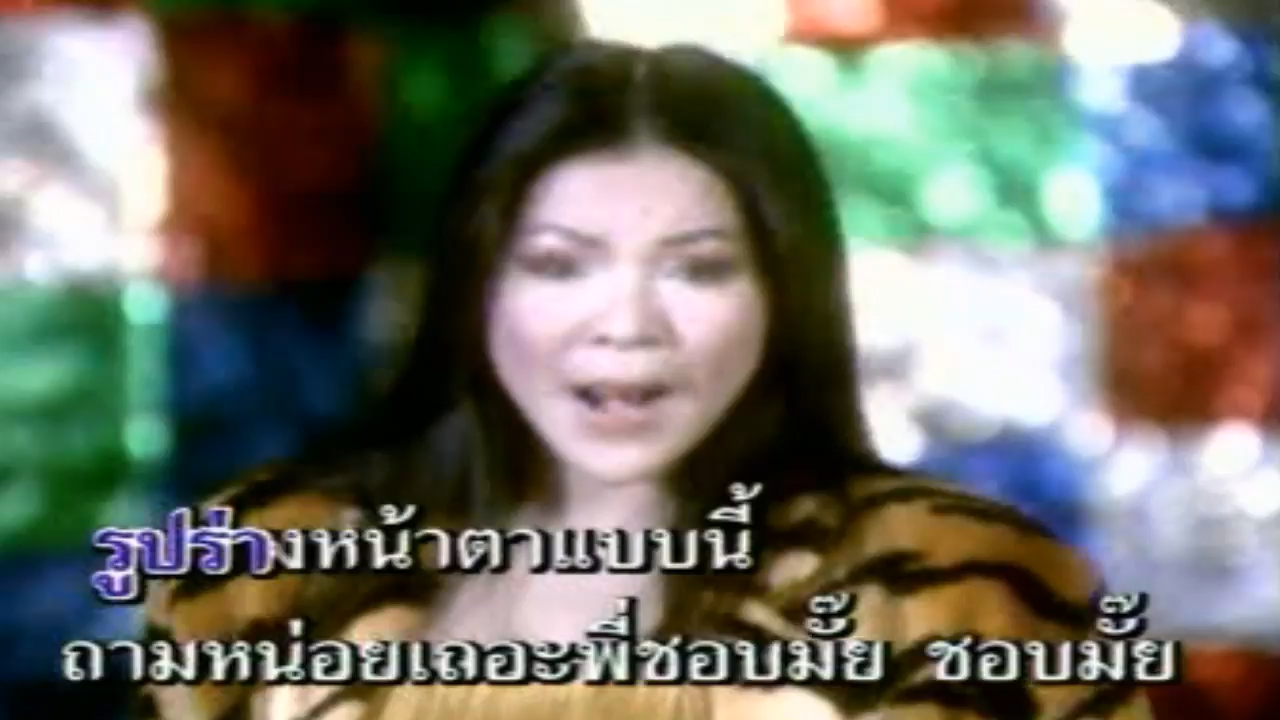 รูปร่างหน้าตาแบบนี้
ถามหน่อยเถอะพี่ชอบมั๊ย ชอบมั๊ย